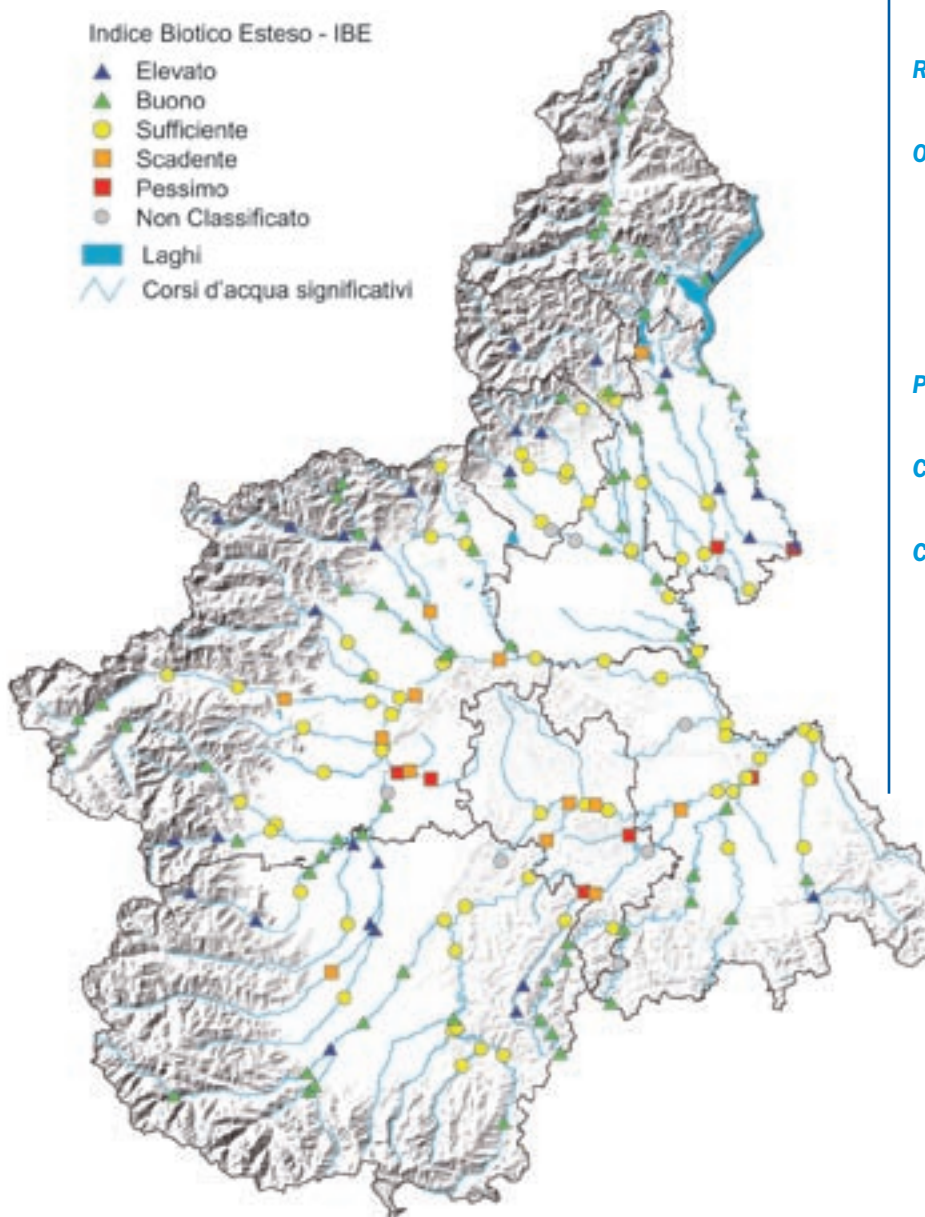 Indice Biotico Esteso - IBE
Elevato
Buono
Sufficiente
Scadente
Pessimo
Non Classificato
Laghi
Corsi d'acqua significativi
R
O
P
C
C